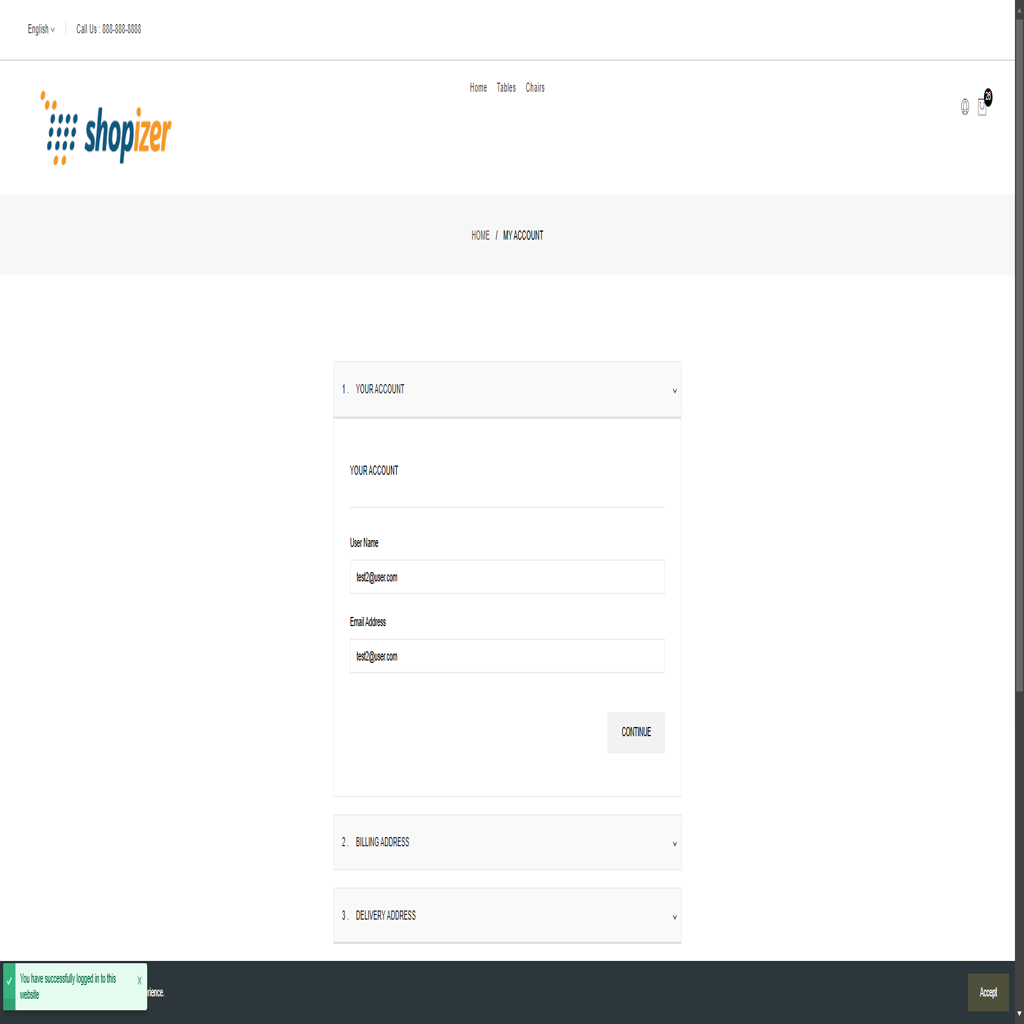 English
Call Us : 888-888-8888
Home Tables Chairs
shopizer
HOME / MY ACCOUNT
1 . YOUR ACCOUNT
YOUR ACCOUNT
User Name
test2@user.com
Email Address
test2@user.com
CONTINUE
2 . BILLING ADDRESS
3 . DELIVERY ADDRESS
You have successfully logged in to this
website
X
Accept